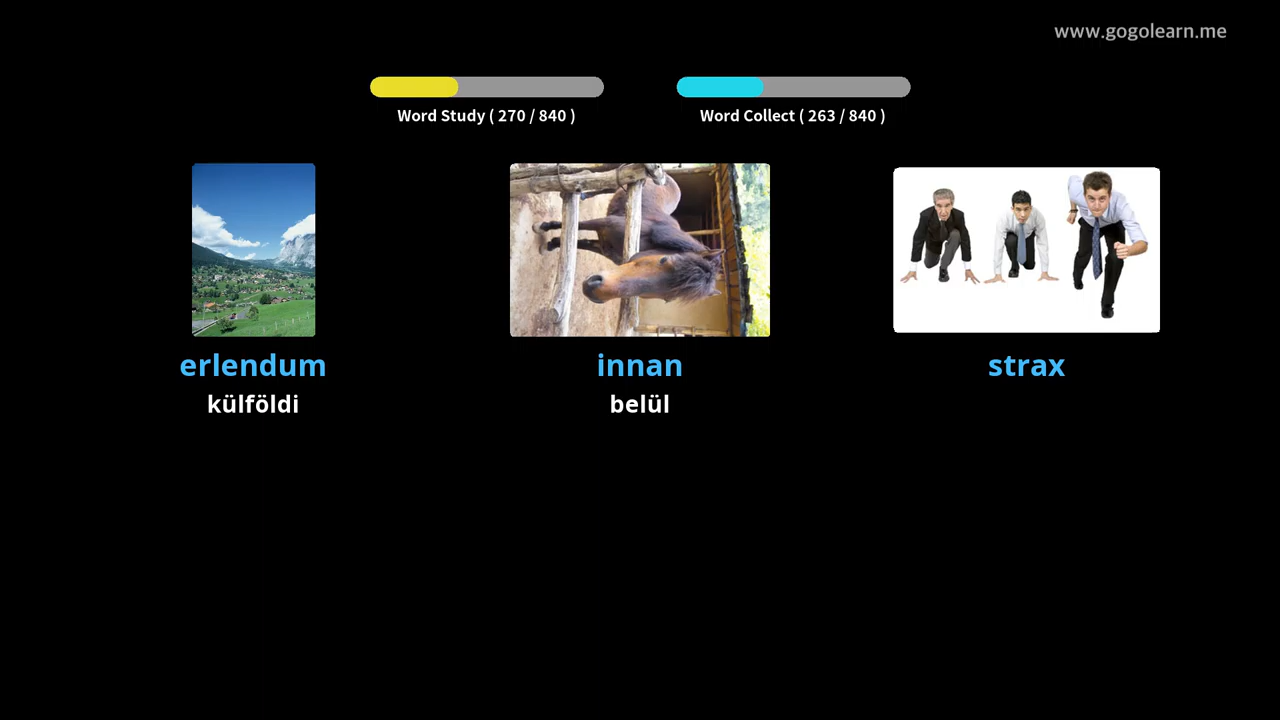 www.gogolearn.me
Word Study ( 270 / 840 )
Word Collect ( 263 / 840 )
erlendum
innan
strax
külföldi
belül